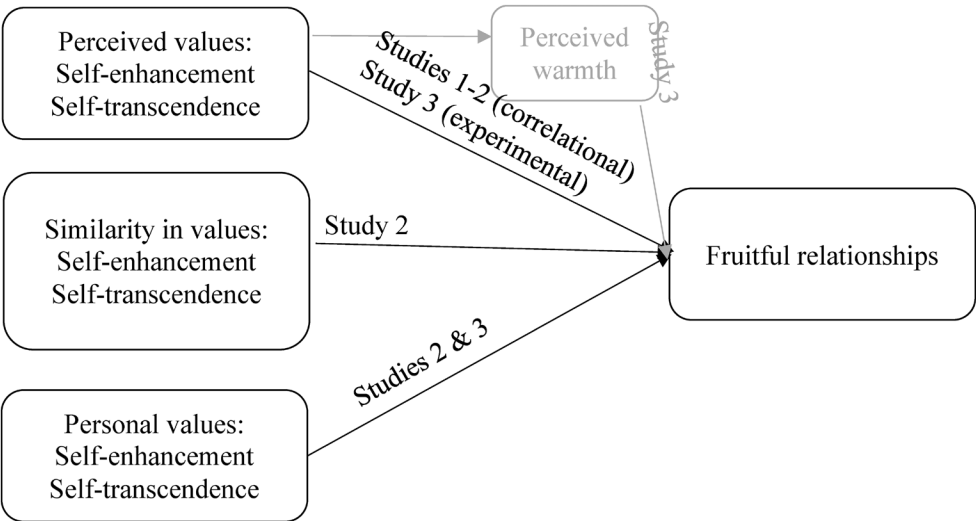 Perceived values:
Self-enhancement
Self-transcendence
Perceived
warmth
Study 3
Studies 1-2 (correlational)
Study 3 (experimental)
Similarity in values:
Self-enhancement
Self-transcendence
Study 2
Fruitful relationships
Studies 2 & 3
Personal values:
Self-enhancement
Self-transcendence